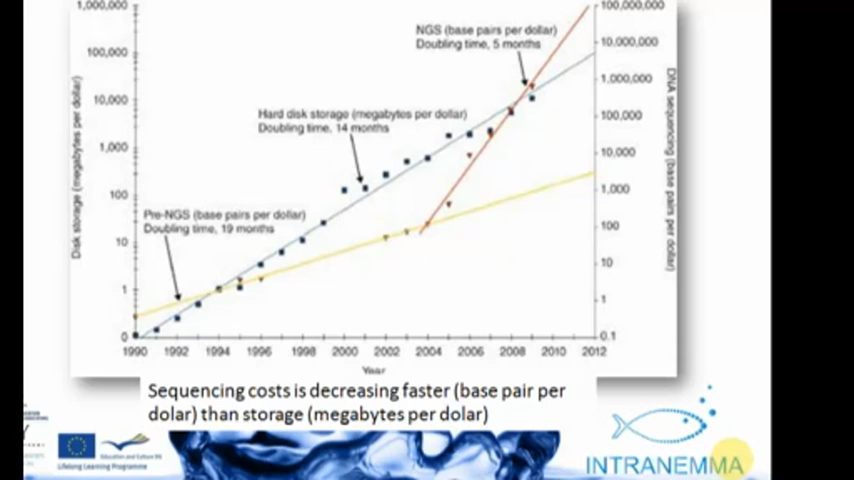 1,000,000
100,000
10,000
1,000
100
10
1
0
Disk storage (megabytes per dollar)
NGS (base pairs per dollar)
Doubling time, 5 months
Hard disk storage (megabytes per dollar)
Doubling time, 14 months
Pre-NGS (base pairs per dollar)
Doubling time, 19 months
100,000,000
10,000,000
1,000,000
100,000
10,000
1,000
100
10
1
0.1
DNA sequencing (base pairs per dollar)
1990 1992 1994 1996 1998 2000 2002 2004 2006 2008 2010 2012
Year
Sequencing costs is decreasing faster (base pair per
dolar) than storage (megabytes per dolar)
Education and Culture
Lifelong Learning Programme
INTRANEMMA